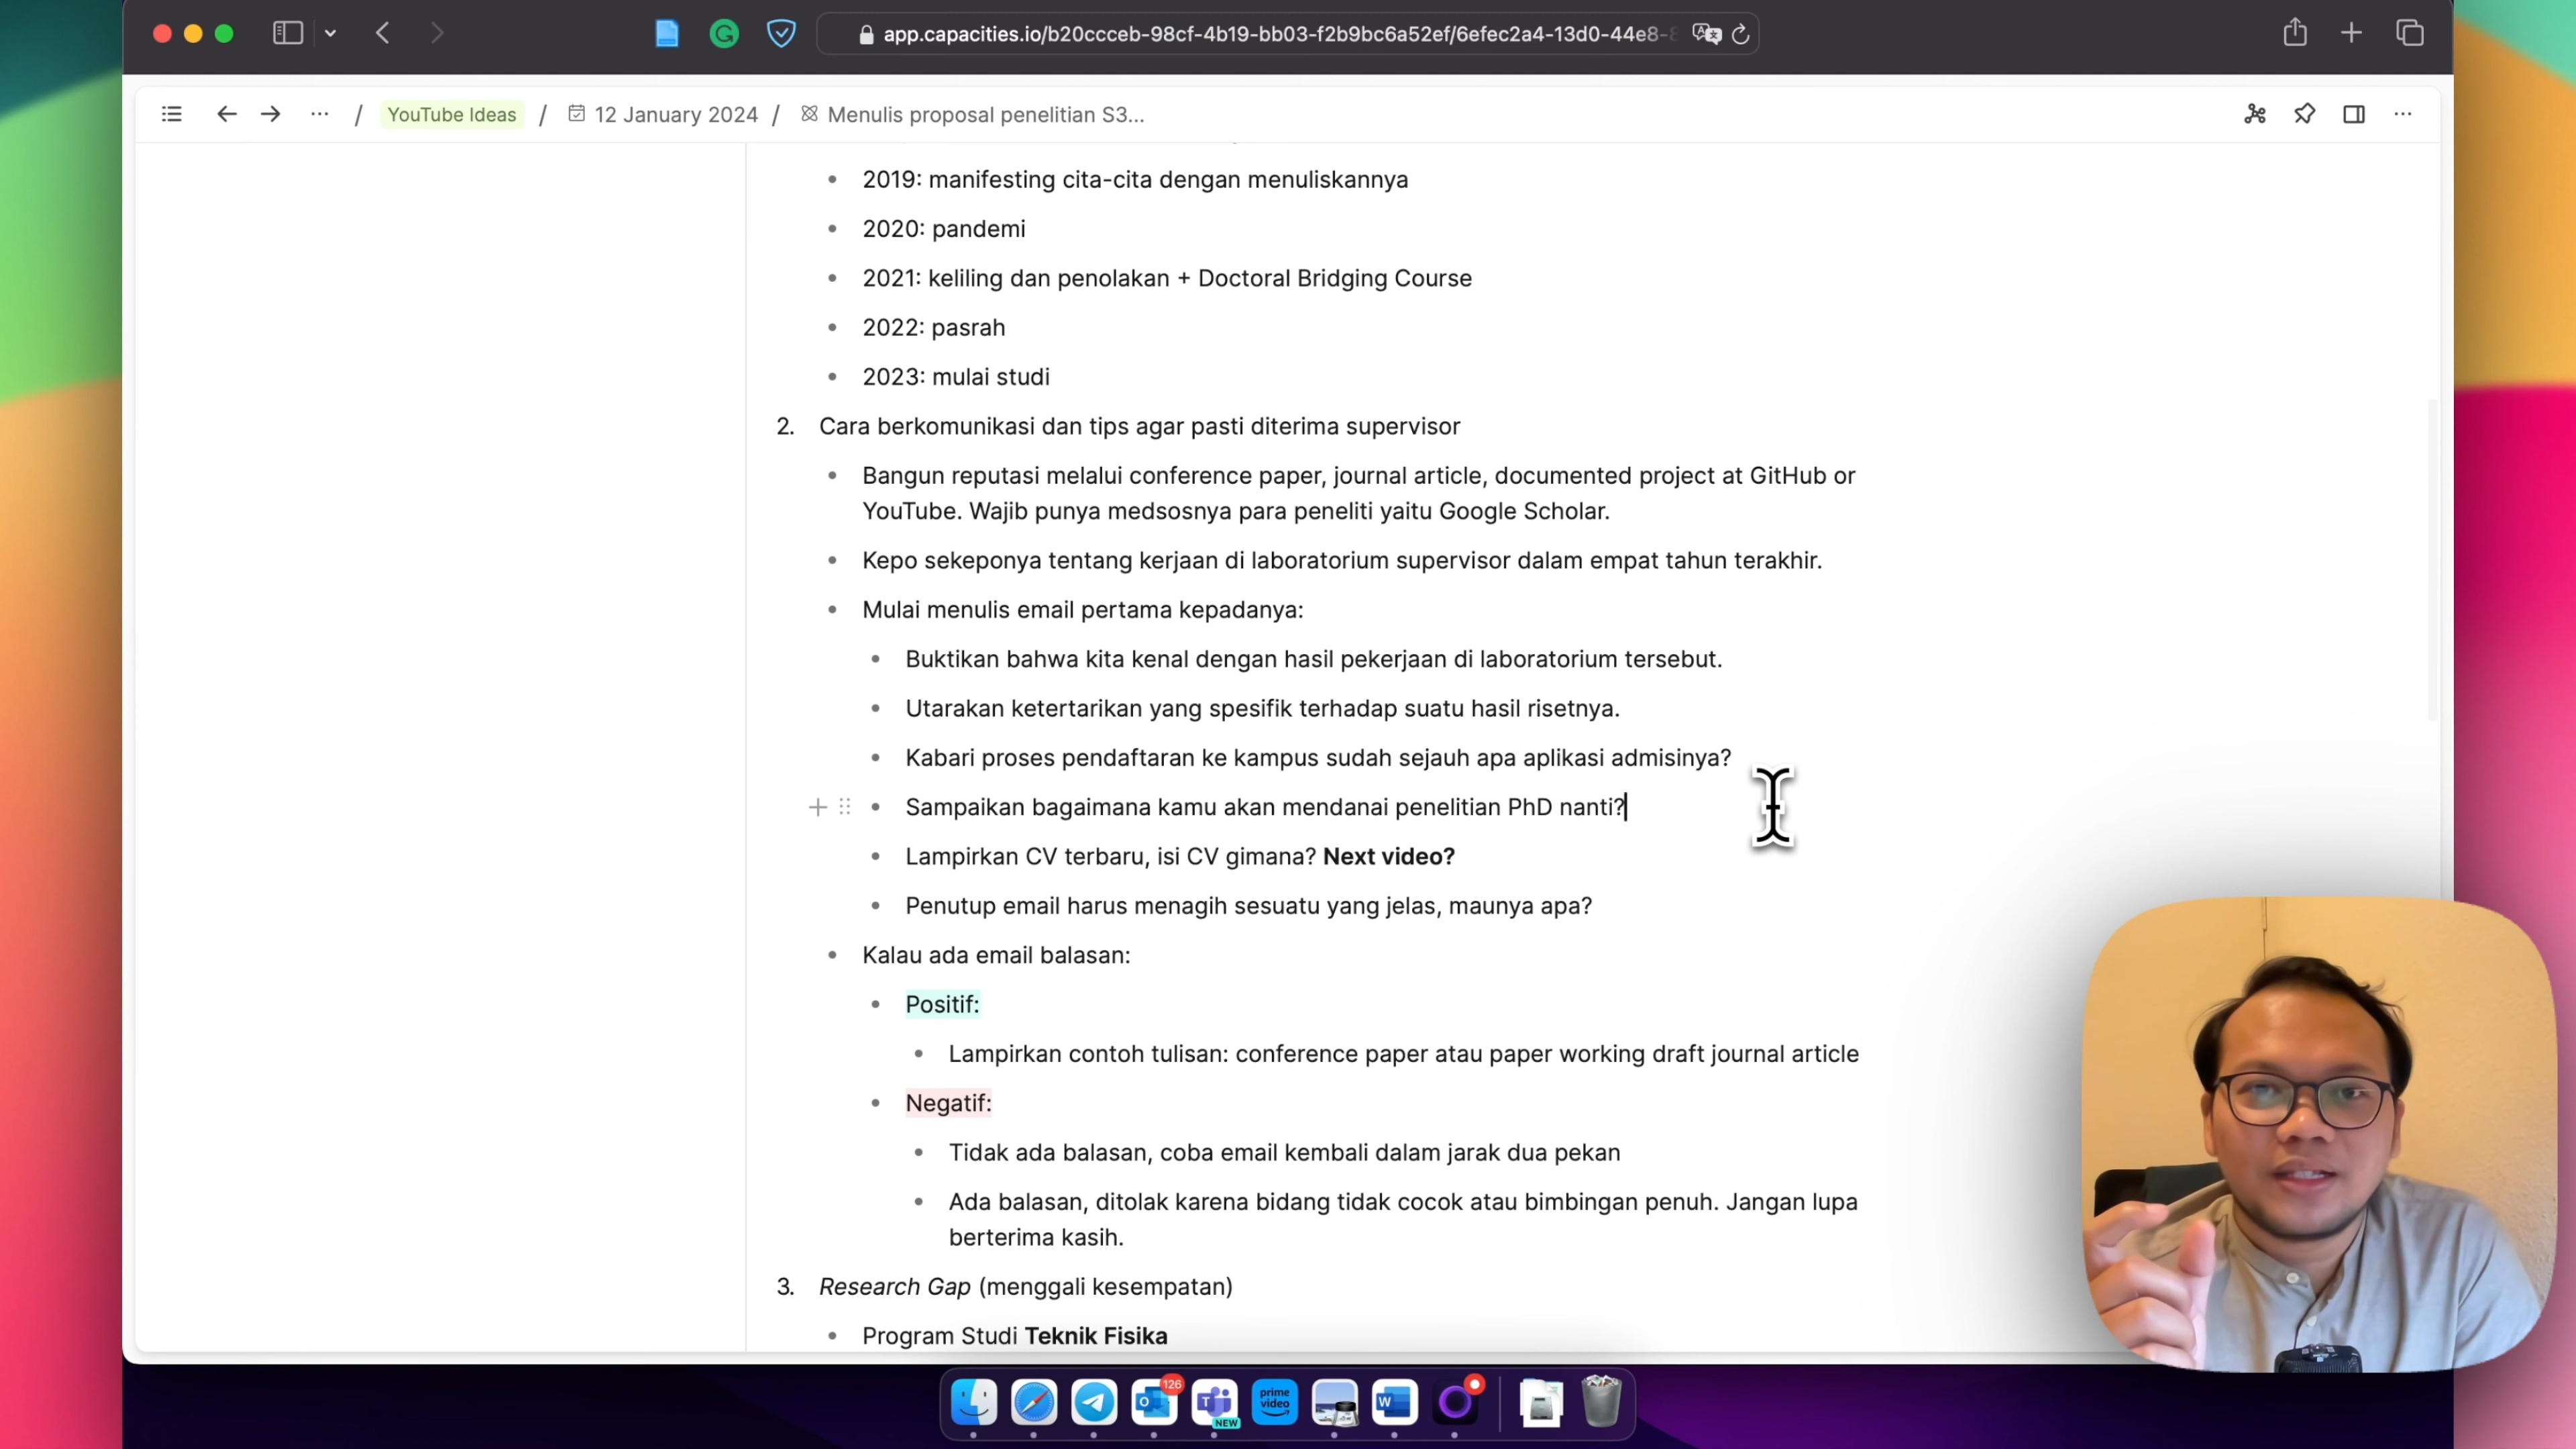 app.capacities.io/b20ccceb-98cf-4b19-bb03-f2b9bc6a52ef/6efec2a4-13d0-44e8-
YouTube Ideas / 12 January 2024 / Menulis proposal penelitian S3...
2019: manifesting cita-cita dengan menuliskannya
2020: pandemi
2021: keliling dan penolakan + Doctoral Bridging Course
2022: pasrah
2023: mulai studi
2. Cara berkomunikasi dan tips agar pasti diterima supervisor
Bangun reputasi melalui conference paper, journal article, documented project at GitHub or
YouTube. Wajib punya medsosnya para peneliti yaitu Google Scholar.
Kepo sekeponya tentang kerjaan di laboratorium supervisor dalam empat tahun terakhir.
Mulai menulis email pertama kepadanya:
Buktikan bahwa kita kenal dengan hasil pekerjaan di laboratorium tersebut.
Utarakan ketertarikan yang spesifik terhadap suatu hasil risetnya.
Kabari proses pendaftaran ke kampus sudah sejauh apa aplikasi admisinya?
Sampaikan bagaimana kamu akan mendanai penelitian PhD nanti?
Lampirkan CV terbaru, isi CV gimana? Next video?
Penutup email harus menagih sesuatu yang jelas, maunya apa?
Kalau ada email balasan:
Positif:
Lampirkan contoh tulisan: conference paper atau paper working draft journal article
Negatif:
Tidak ada balasan, coba email kembali dalam jarak dua pekan
Ada balasan, ditolak karena bidang tidak cocok atau bimbingan penuh. Jangan lupa
berterima kasih.
3. Research Gap (menggali kesempatan)
Program Studi Teknik Fisika
126
NEW
prime video